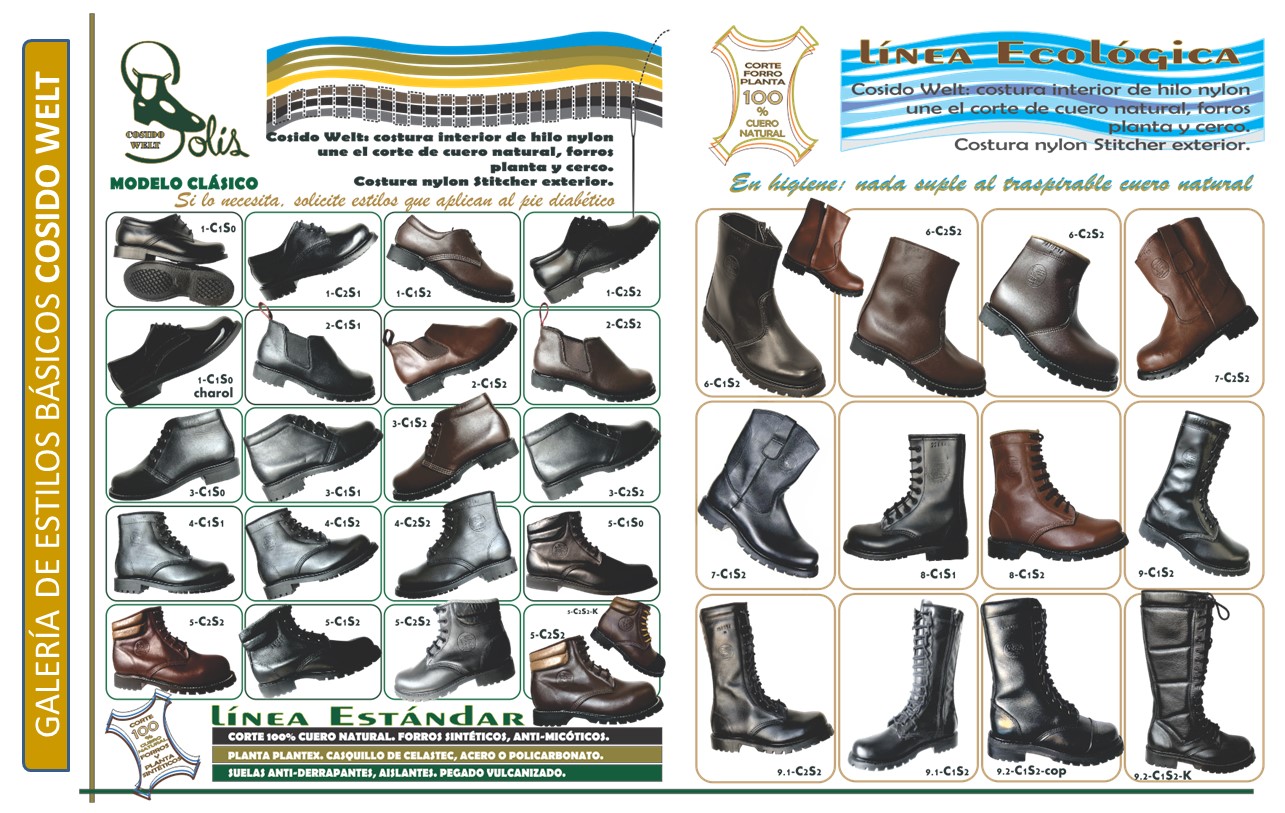 GALERÍA DE ESTILOS BÁSICOS COSIDO WELT
Solis
COSIDO
WELT
MODELO CLÁSICO
Cosido Welt: costura interior de hilo nylon
une el corte de cuero natural, forros
planta y cerco.
Costura nylon Stitcher exterior.
Si lo necesita, solicite estilos que aplican al pie diabético
1-C1S0
1-C2S1
1-C1S2
1-C2S2
1-C1S0
charol
2-C1S1
2-C1S2
2-C2S2
3-C1S0
3-C1S1
3-C1S2
3-C2S2
4-C1S1
4-C1S2
4-C2S2
5-C1S0
5-C2S2
5-C1S2
5-C2S2
5-C2S2-K
5-C2S2
CORTE
100
%
CUERO
NATURAL
FORROS
Y
PLANTA
SINTÉTICOS
Línea Estándar
CORTE 100% CUERO NATURAL. FORROS SINTÉTICOS, ANTI-MICÓTICOS.
PLANTA PLANTEX. CASQUILLO DE CELASTEC, ACERO O POLICARBONATO.
SUELAS ANTI-DERRAPANTES, AISLANTES. PEGADO VULCANIZADO.
CORTE
FORRO
PLANTA
100
%
CUERO
NATURAL
Línea Ecológica
Cosido Welt: costura interior de hilo nylon
une el corte de cuero natural, forros
planta y cerco.
Costura nylon Stitcher exterior.
En higiene; nada suple al traspirable cuero natural
6-C1S2
6-C2S2
6-C2S2
7-C2S2
7-C1S2
8-C1S1
8-C1S2
9-C1S2
9.1-C2S2
9.1-C1S2
9.2-C1S2-cop
9.2-C1S2-K